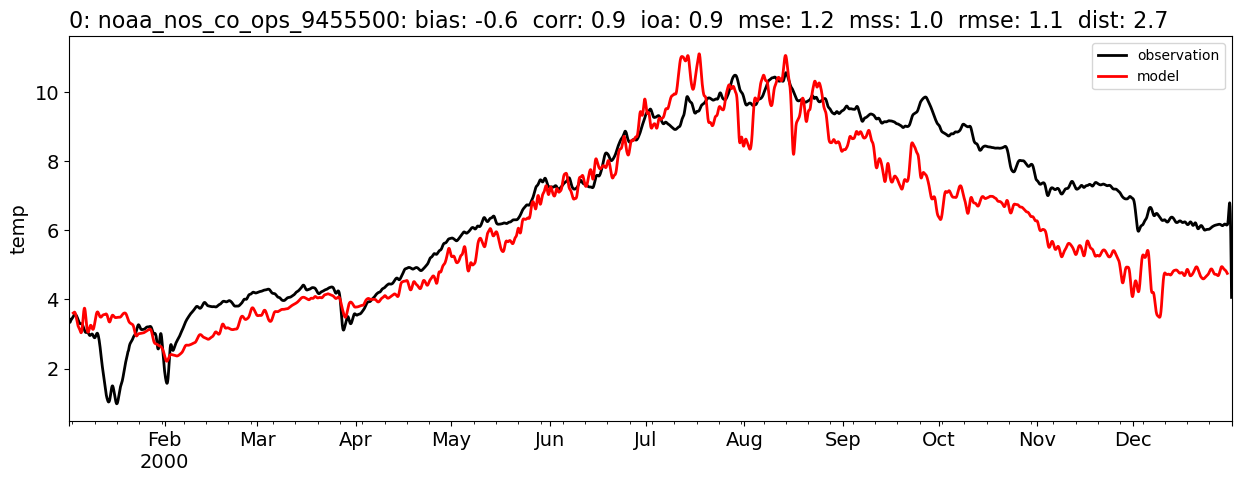 0: noaa_nos_co_ops_9455500: bias: -0.6  corr: 0.9  ioa: 0.9  mse: 1.2  mss: 1.0  rmse: 1.1  dist: 2.7
observation
model
temp
10
8
6
4
2
Feb Mar Apr May Jun Jul Aug Sep Oct Nov Dec
2000